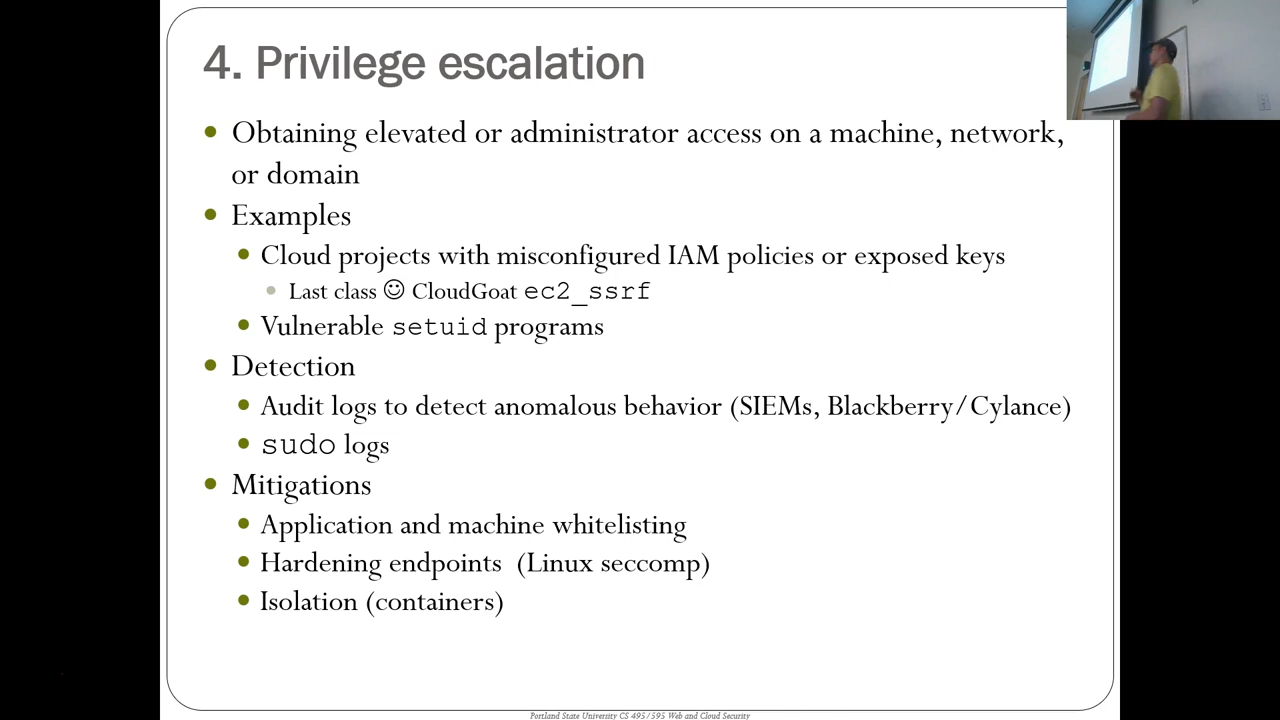 4. Privilege escalation
• Obtaining elevated or administrator access on a machine, network,
or domain
• Examples
• Cloud projects with misconfigured IAM policies or exposed keys
• Last class ☺ CloudGoat ec2_ssrf
• Vulnerable setuid programs
• Detection
• Audit logs to detect anomalous behavior (SIEMs, Blackberry/Cylance)
• sudo logs
• Mitigations
• Application and machine whitelisting
• Hardening endpoints (Linux seccomp)
• Isolation (containers)
Portland State University CS 495/595 Web and Cloud Security